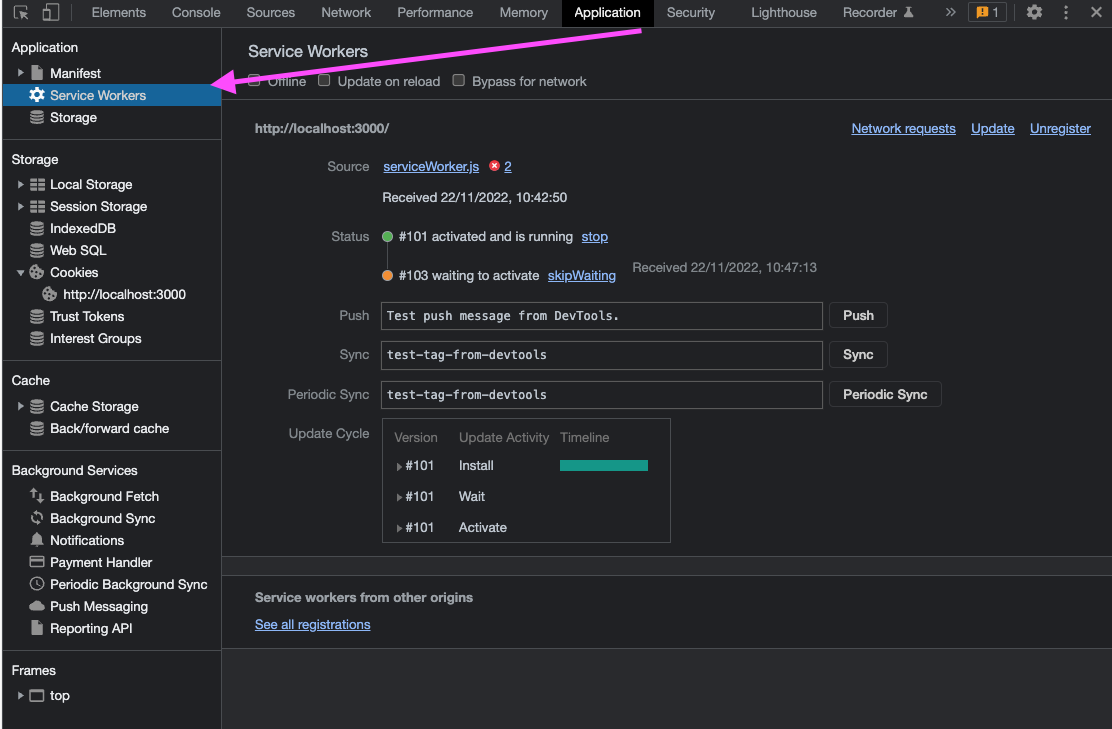 Elements Console Sources Network Performance Memory Application Security Lighthouse Recorder 1
Application
Manifest
Service Workers
Storage
Storage
Local Storage
Session Storage
IndexedDB
Web SQL
Cookies
http://localhost:3000
Trust Tokens
Interest Groups
Cache
Cache Storage
Back/forward cache
Background Services
Background Fetch
Background Sync
Notifications
Payment Handler
Periodic Background Sync
Push Messaging
Reporting API
Frames
top
Service Workers
Offline Update on reload Bypass for network
http://localhost:3000/ Network requests Update Unregister
Source serviceWorker.js 2
Received 22/11/2022, 10:42:50
Status #101 activated and is running stop
#103 waiting to activate skipWaiting Received 22/11/2022, 10:47:13
Push Test push message from DevTools. Push
Sync test-tag-from-devtools Sync
Periodic Sync test-tag-from-devtools Periodic Sync
Update Cycle Version Update Activity Timeline
#101 Install
#101 Wait
#101 Activate
Service workers from other origins
See all registrations